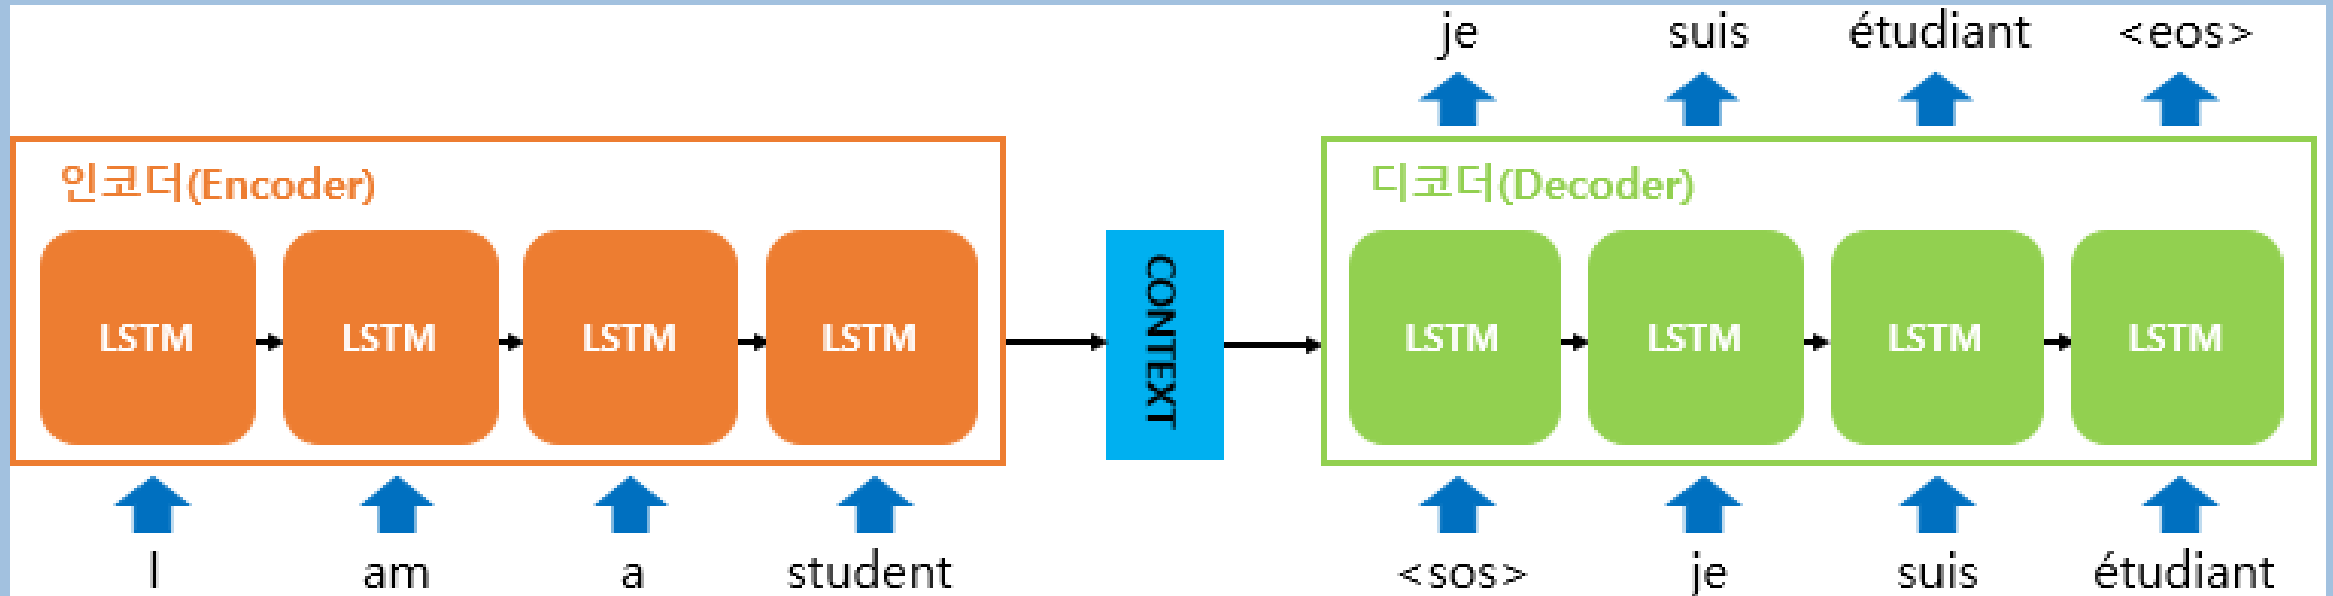 je suis étudiant <eos>
인코더(Encoder)
디코더(Decoder)
LSTM LSTM LSTM LSTM
CONTEXT
LSTM LSTM LSTM LSTM
I am a student
<sos> je suis étudiant